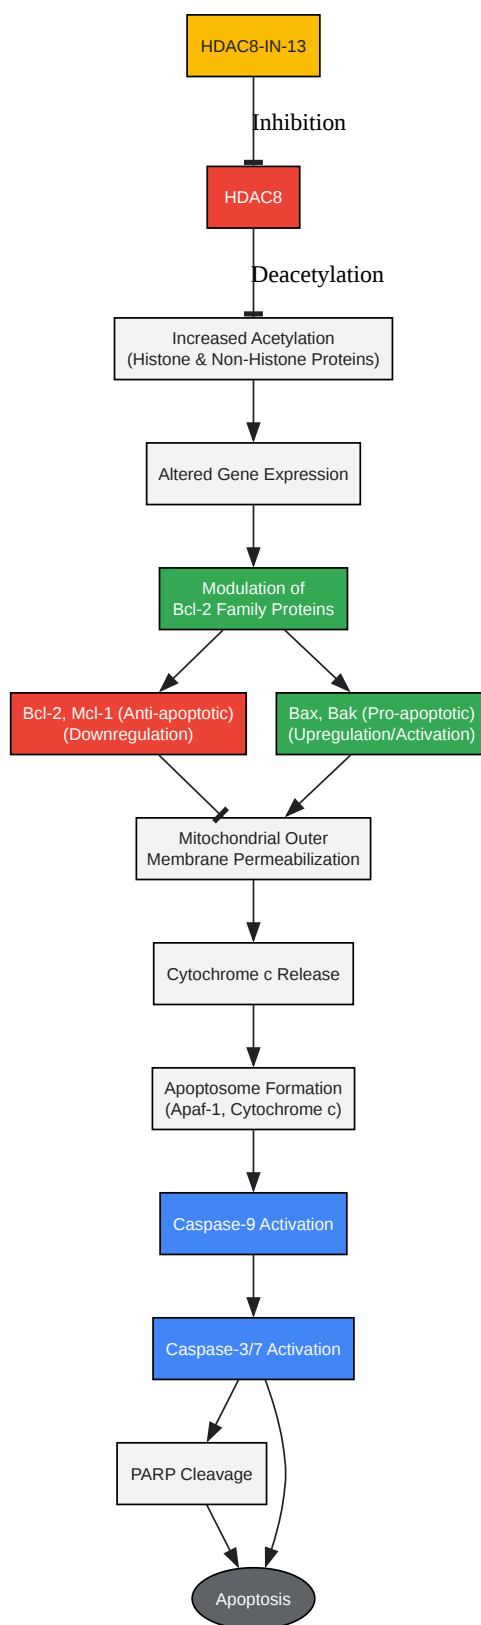 HDAC8-IN-13
Inhibition
HDAC8
Deacetylation
Increased Acetylation
(Histone & Non-Histone Proteins)
Altered Gene Expression
Modulation of
Bcl-2 Family Proteins
Bcl-2, Mcl-1 (Anti-apoptotic)
(Downregulation)
Bax, Bak (Pro-apoptotic)
(Upregulation/Activation)
Mitochondrial Outer
Membrane Permeabilization
Cytochrome c Release
Apoptosome Formation
(Apaf-1, Cytochrome c)
Caspase-9 Activation
Caspase-3/7 Activation
PARP Cleavage
Apoptosis